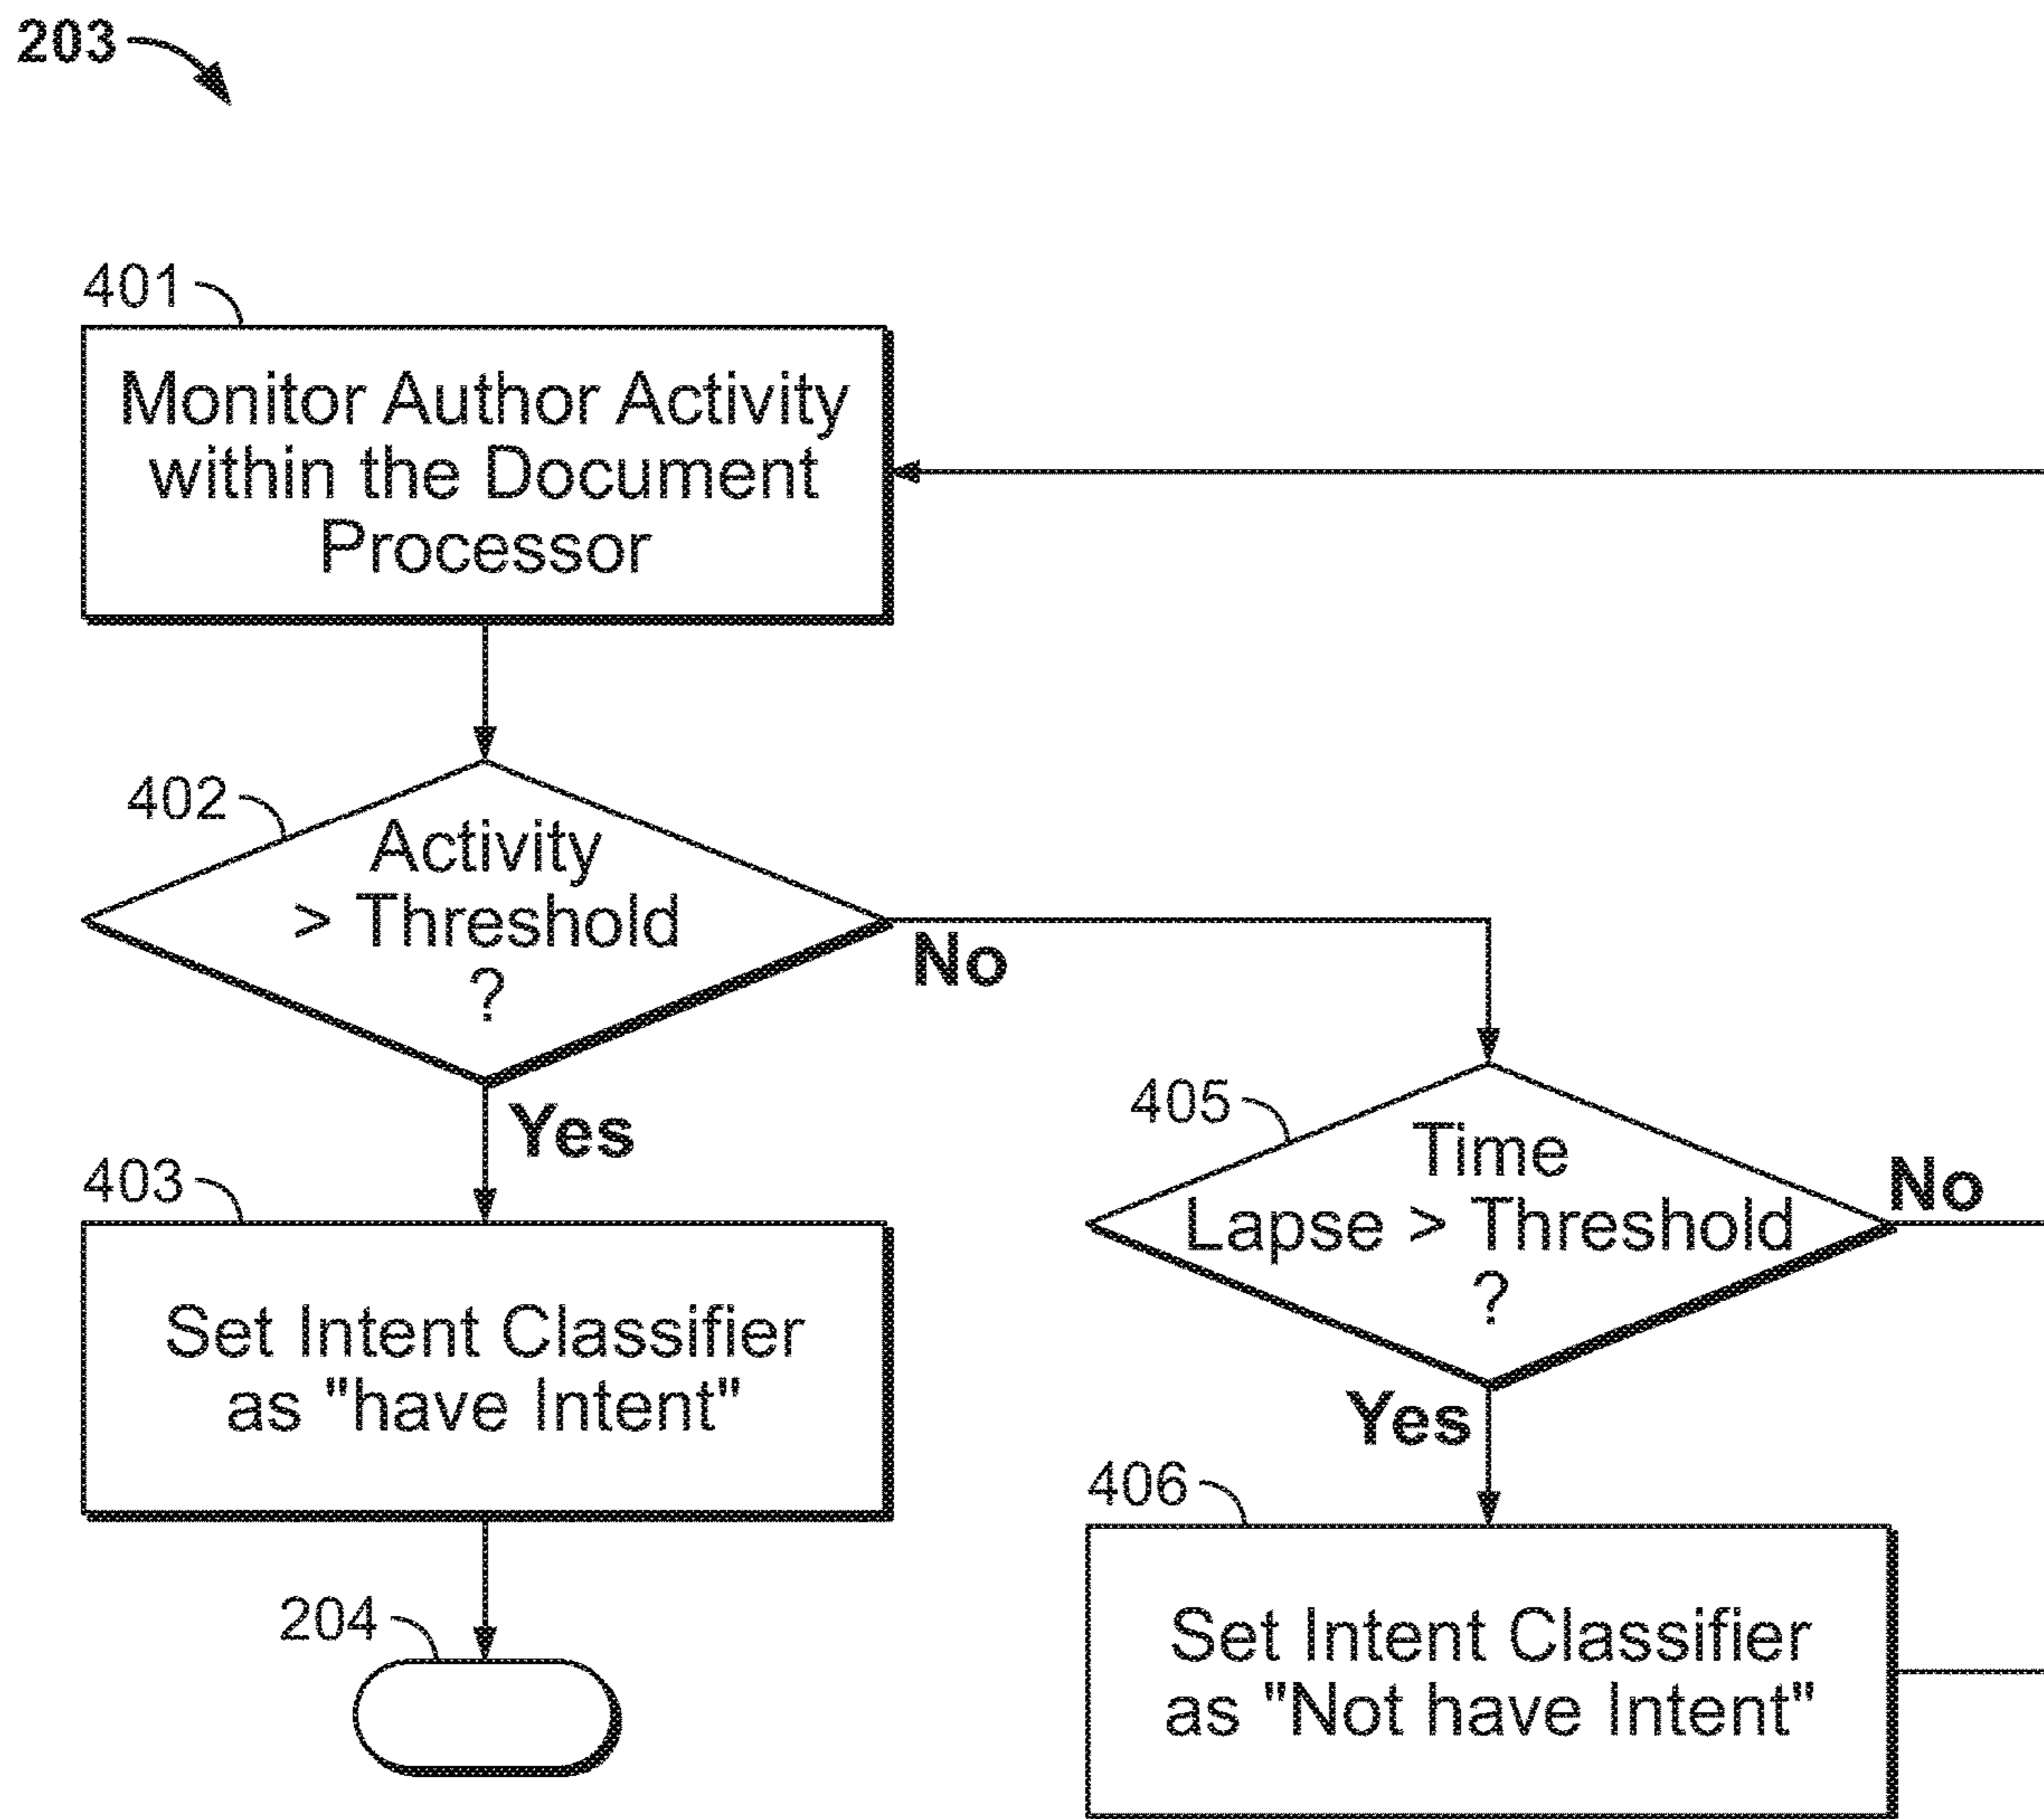 203
401
Monitor Author Activity
within the Document
Processor
402
Activity
> Threshold
?
No
Yes
405
Time
Lapse > Threshold
?
No
Yes
403
Set Intent Classifier
as "have Intent"
406
Set Intent Classifier
as "Not have Intent"
204